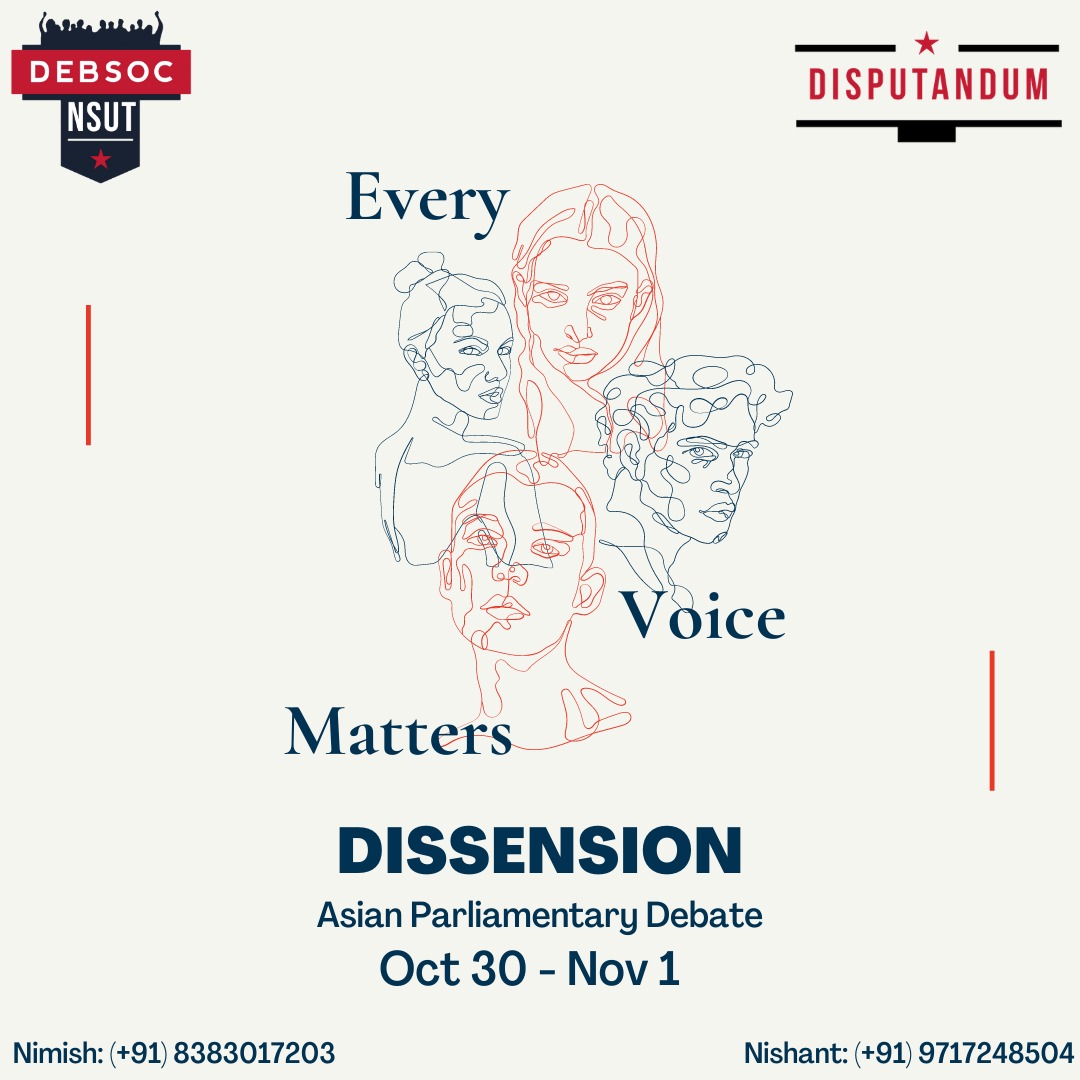 DEBSOC
NSUT
DISPUTANDUM
Every
Voice
Matters
DISSENSION
Asian Parliamentary Debate
Oct 30 - Nov 1
Nimish: (+91) 8383017203
Nishant: (+91) 9717248504